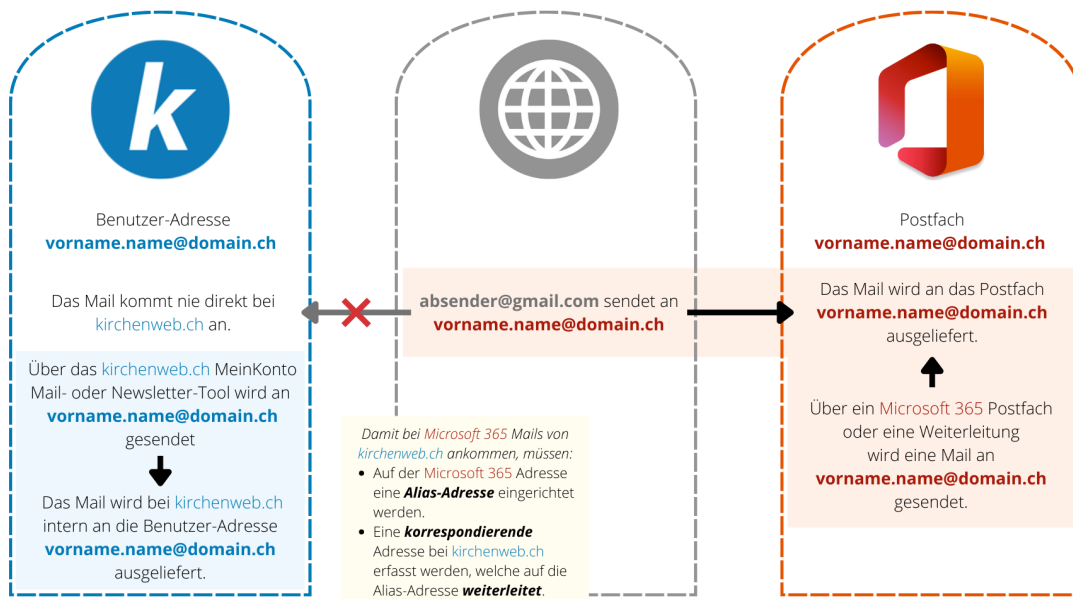 k
Benutzer-Adresse
vorname.name@domain.ch
Das Mail kommt nie direkt bei
kirchenweb.ch an.
Über das kirchenweb.ch MeinKonto
Mail- oder Newsletter-Tool wird an
vorname.name@domain.ch
gesendet
Das Mail wird bei kirchenweb.ch
intern an die Benutzer-Adresse
vorname.name@domain.ch
ausgeliefert.
absender@gmail.com sendet an
vorname.name@domain.ch
Damit bei Microsoft 365 Mails von
kirchenweb.ch ankommen, müssen:
• Auf der Microsoft 365 Adresse
eine Alias-Adresse eingerichtet
werden.
• Eine korrespondierende
Adresse bei kirchenweb.ch
erfasst werden, welche auf die
Alias-Adresse weiterleitet.
Postfach
vorname.name@domain.ch
Das Mail wird an das Postfach
vorname.name@domain.ch
ausgeliefert.
Über ein Microsoft 365 Postfach
oder eine Weiterleitung
wird eine Mail an
vorname.name@domain.ch
gesendet.